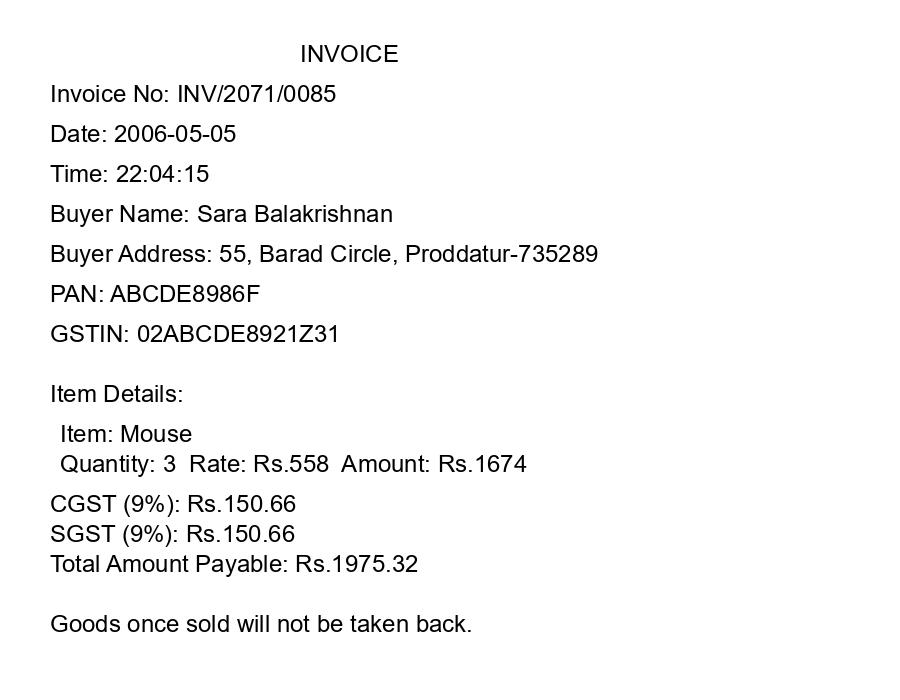 INVOICE
Invoice No: INV/2071/0085
Date: 2006-05-05
Time: 22:04:15
Buyer Name: Sara Balakrishnan
Buyer Address: 55, Barad Circle, Proddatur-735289
PAN: ABCDE8986F
GSTIN: 02ABCDE8921Z31
Item Details:
Item: Mouse
Quantity: 3  Rate: Rs.558  Amount: Rs.1674
CGST (9%): Rs.150.66
SGST (9%): Rs.150.66
Total Amount Payable: Rs.1975.32
Goods once sold will not be taken back.